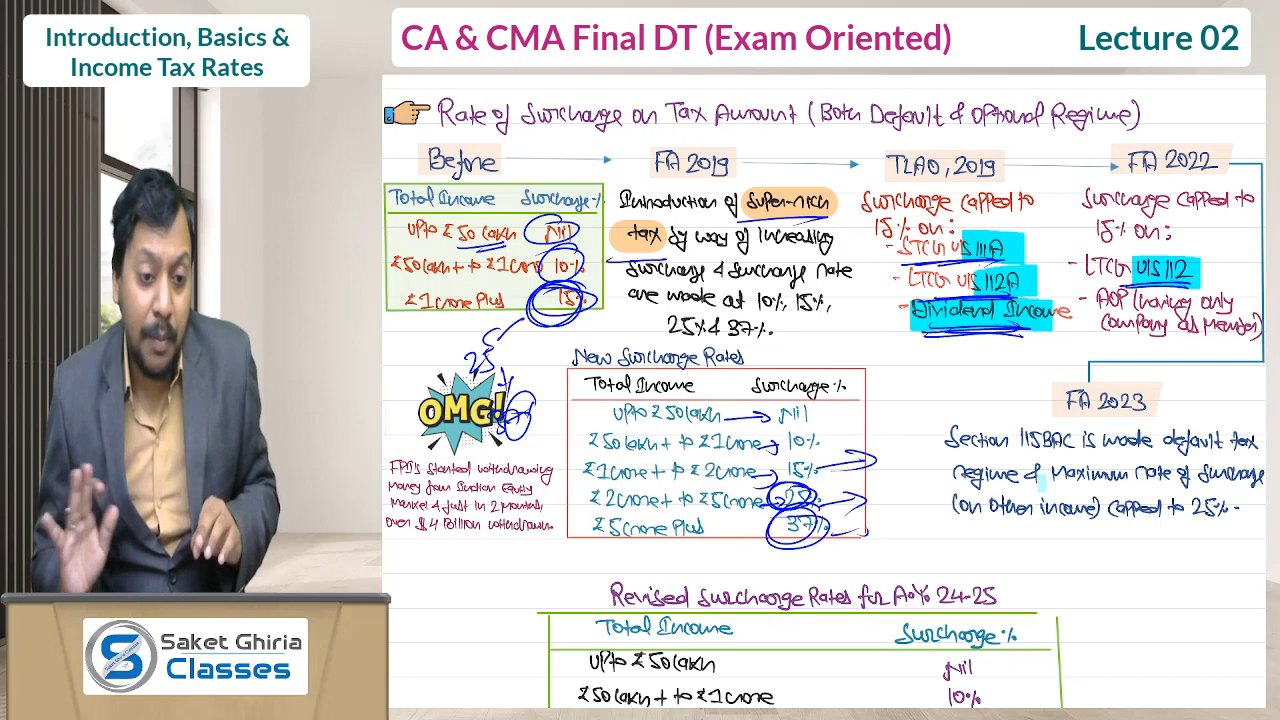 Introduction, Basics &
Income Tax Rates
CA & CMA Final DT (Exam Oriented)
Lecture 02
Rate of Surcharge on Tax Amount (Both Default & Optional Regime)
Before
FA 2019
TLAO, 2019
FA 2022
Total Income Surcharge %
upto ₹50 lakh Nil
₹50 lakh + to ₹1 crore 10%
₹1 crore Plus 15%
25
Introduction of Super-rich
tax by way of increasing
Surcharge & Surcharge rate
are made at 10%, 15%,
25% & 37%.
Surcharge capped to
15% on:
- STCG u/s 111A
- LTCG u/s 112A
- Dividend Income
Surcharge capped to
15% on:
- LTCG u/s 112
- AOP (having only
Company as Member)
OMG!
FPI's started withdrawing
Money from Indian Equity
Market & Just in 2 Months,
over $4 Billion withdrawn.
New Surcharge Rates
Total Income Surcharge %
upto ₹50 lakh Nil
₹50 lakh + to ₹1 crore 10%
₹1 crore + to ₹2 crore 15%
₹2 crore + to ₹5 crore 25%
₹5 crore Plus 37%
FA 2023
Section 115BAC is made default tax
regime & Maximum rate of Surcharge
(on other income) capped to 25%.
Revised Surcharge Rates for A.Y. 24-25
Total Income Surcharge %
upto ₹50 lakh Nil
₹50 lakh + to ₹1 crore 10%
S
Saket Ghiria
Classes